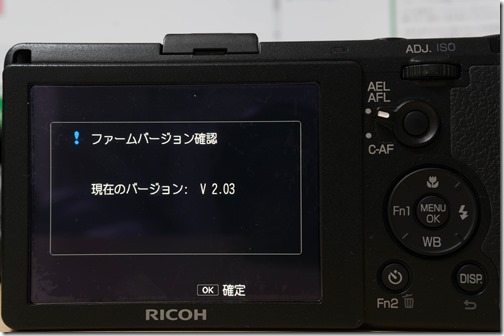 ADJ. ISO
AEL
AFL
C-AF
ファームバージョン確認
現在のバージョン: V 2.03
OK 確定
Fn1
MENU
OK
WB
DISP.
Fn2
RICOH